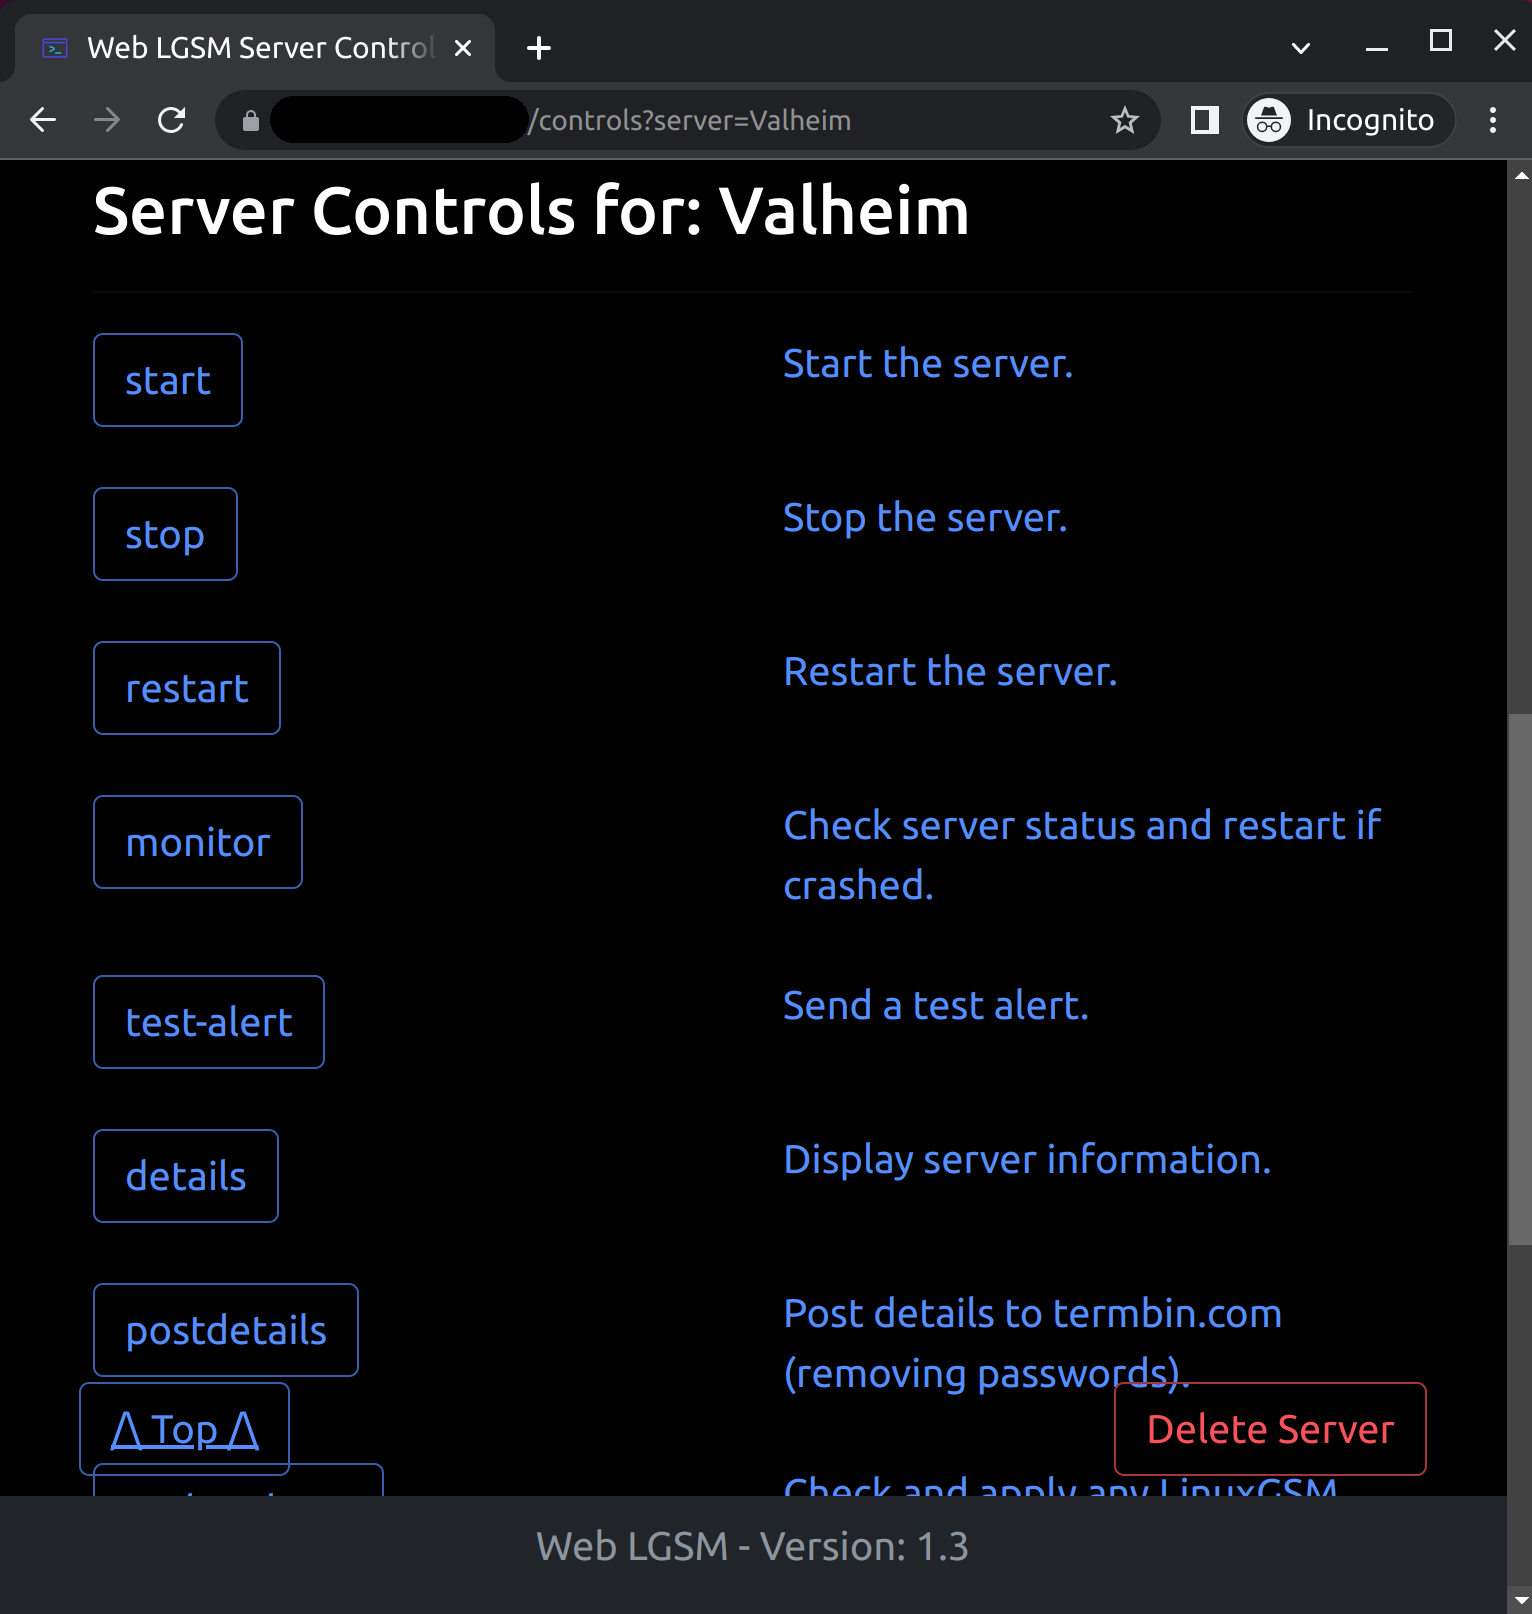 Web LGSM Server Control
/controls?server=Valheim
Incognito
Server Controls for: Valheim
start
Start the server.
stop
Stop the server.
restart
Restart the server.
monitor
Check server status and restart if
crashed.
test-alert
Send a test alert.
details
Display server information.
postdetails
Post details to termbin.com
(removing passwords).
/\ Top /\
Delete Server
Check and apply any LinuxGSM
Web LGSM - Version: 1.3